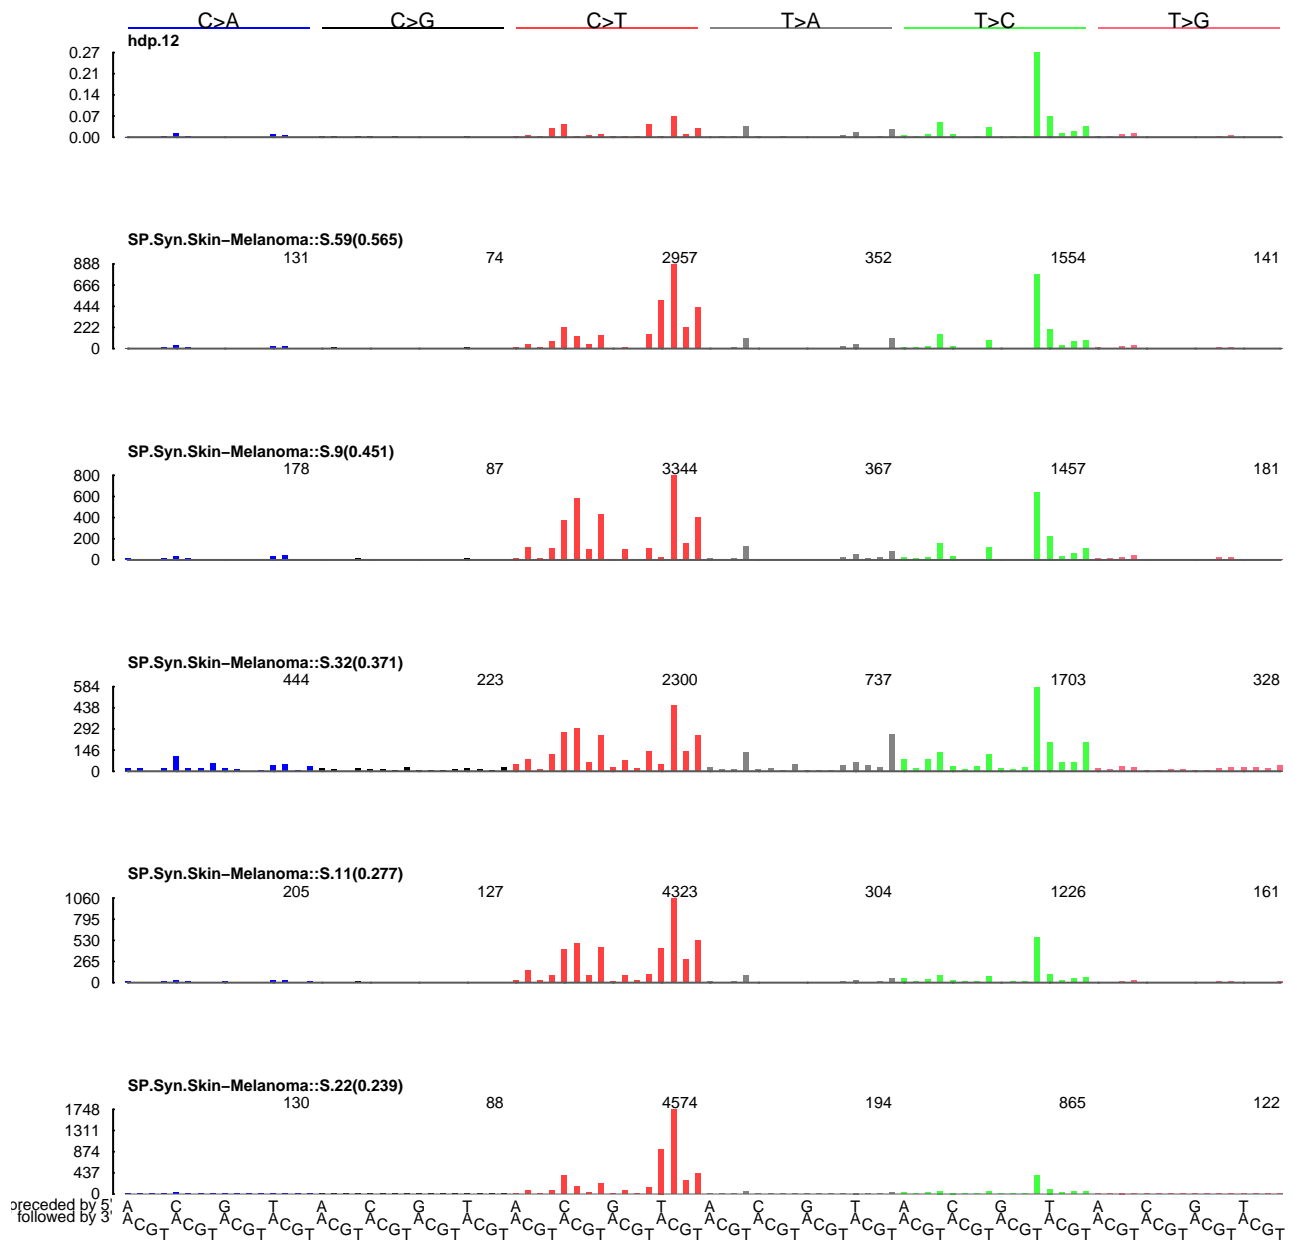 C>A C>G C>T T>A T>C T>G
hdp.12
0.27
0.21
0.14
0.07
0.00
SP.Syn.Skin−Melanoma::S.59(0.565)
131 74 2957 352 1554 141
888
666
444
222
0
SP.Syn.Skin−Melanoma::S.9(0.451)
178 87 3344 367 1457 181
800
600
400
200
0
SP.Syn.Skin−Melanoma::S.32(0.371)
444 223 2300 737 1703 328
584
438
292
146
0
SP.Syn.Skin−Melanoma::S.11(0.277)
205 127 4323 304 1226 161
1060
795
530
265
0
SP.Syn.Skin−Melanoma::S.22(0.239)
130 88 4574 194 865 122
1748
1311
874
437
0
preceded by 5' A C G T A C G T A C G T A C G T A C G T A C G T
followed by 3' A C G T A C G T A C G T A C G T A C G T A C G T A C G T A C G T A C G T A C G T A C G T A C G T A C G T A C G T A C G T A C G T A C G T A C G T A C G T A C G T A C G T A C G T A C G T A C G T